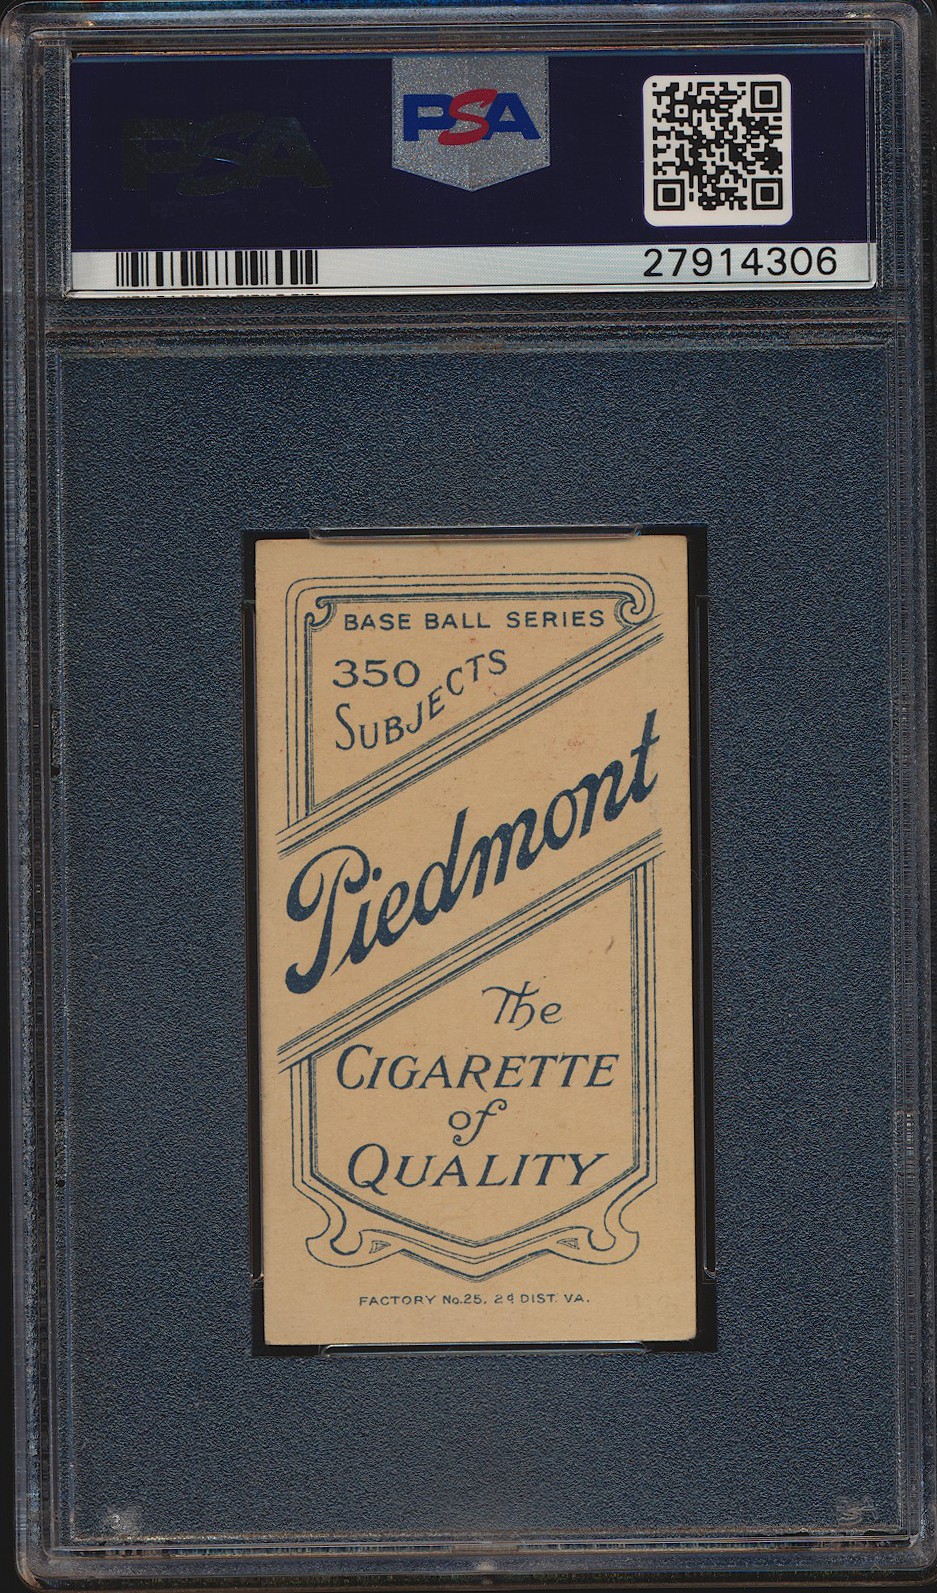 PSA
PSA
27914306
BASE BALL SERIES
350
SUBJECTS
Piedmont
The
CIGARETTE
of
QUALITY
FACTORY No.25, 2d DIST. VA.